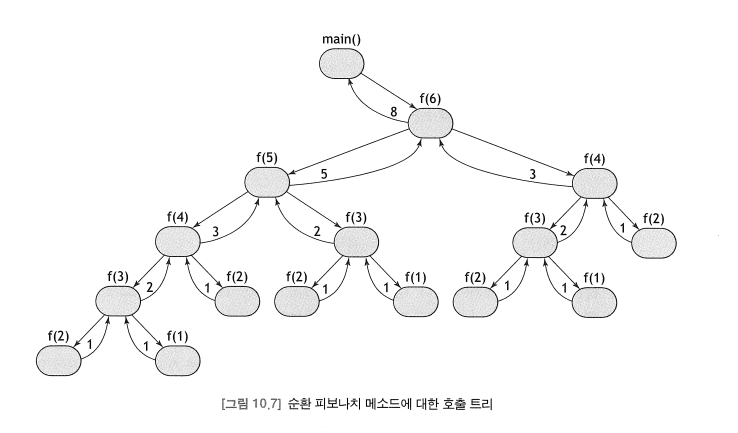 main()
f(6)
8
f(5)
f(4)
5
3
f(4)
f(3)
f(3)
f(2)
3
2
2
1
f(3)
f(2)
f(2)
f(1)
f(2)
f(1)
2
1
1
1
1
1
f(2)
f(1)
1
1
[그림 10.7] 순환 피보나치 메소드에 대한 호출 트리